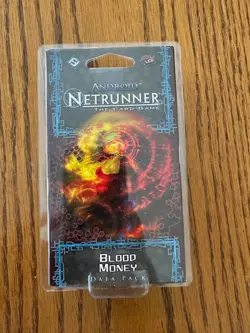 ANDROID
NETRUNNER
THE CARD GAME
BLOOD
MONEY
DATA PACK